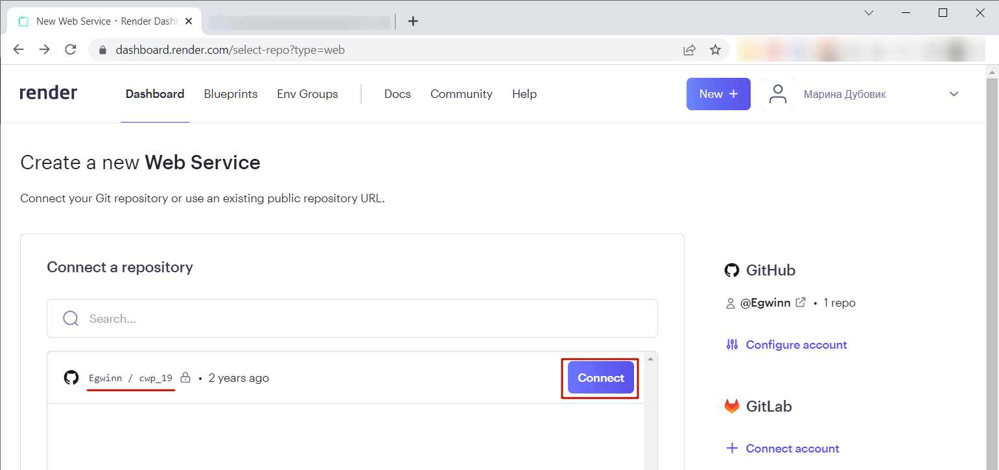 New Web Service · Render Dash
dashboard.render.com/select-repo?type=web
render Dashboard Blueprints Env Groups Docs Community Help New + Марина Дубовик
Create a new Web Service
Connect your Git repository or use an existing public repository URL.
Connect a repository
Search...
Egwinn / cwp_19 • 2 years ago Connect
GitHub
@Egwinn • 1 repo
Configure account
GitLab
Connect account